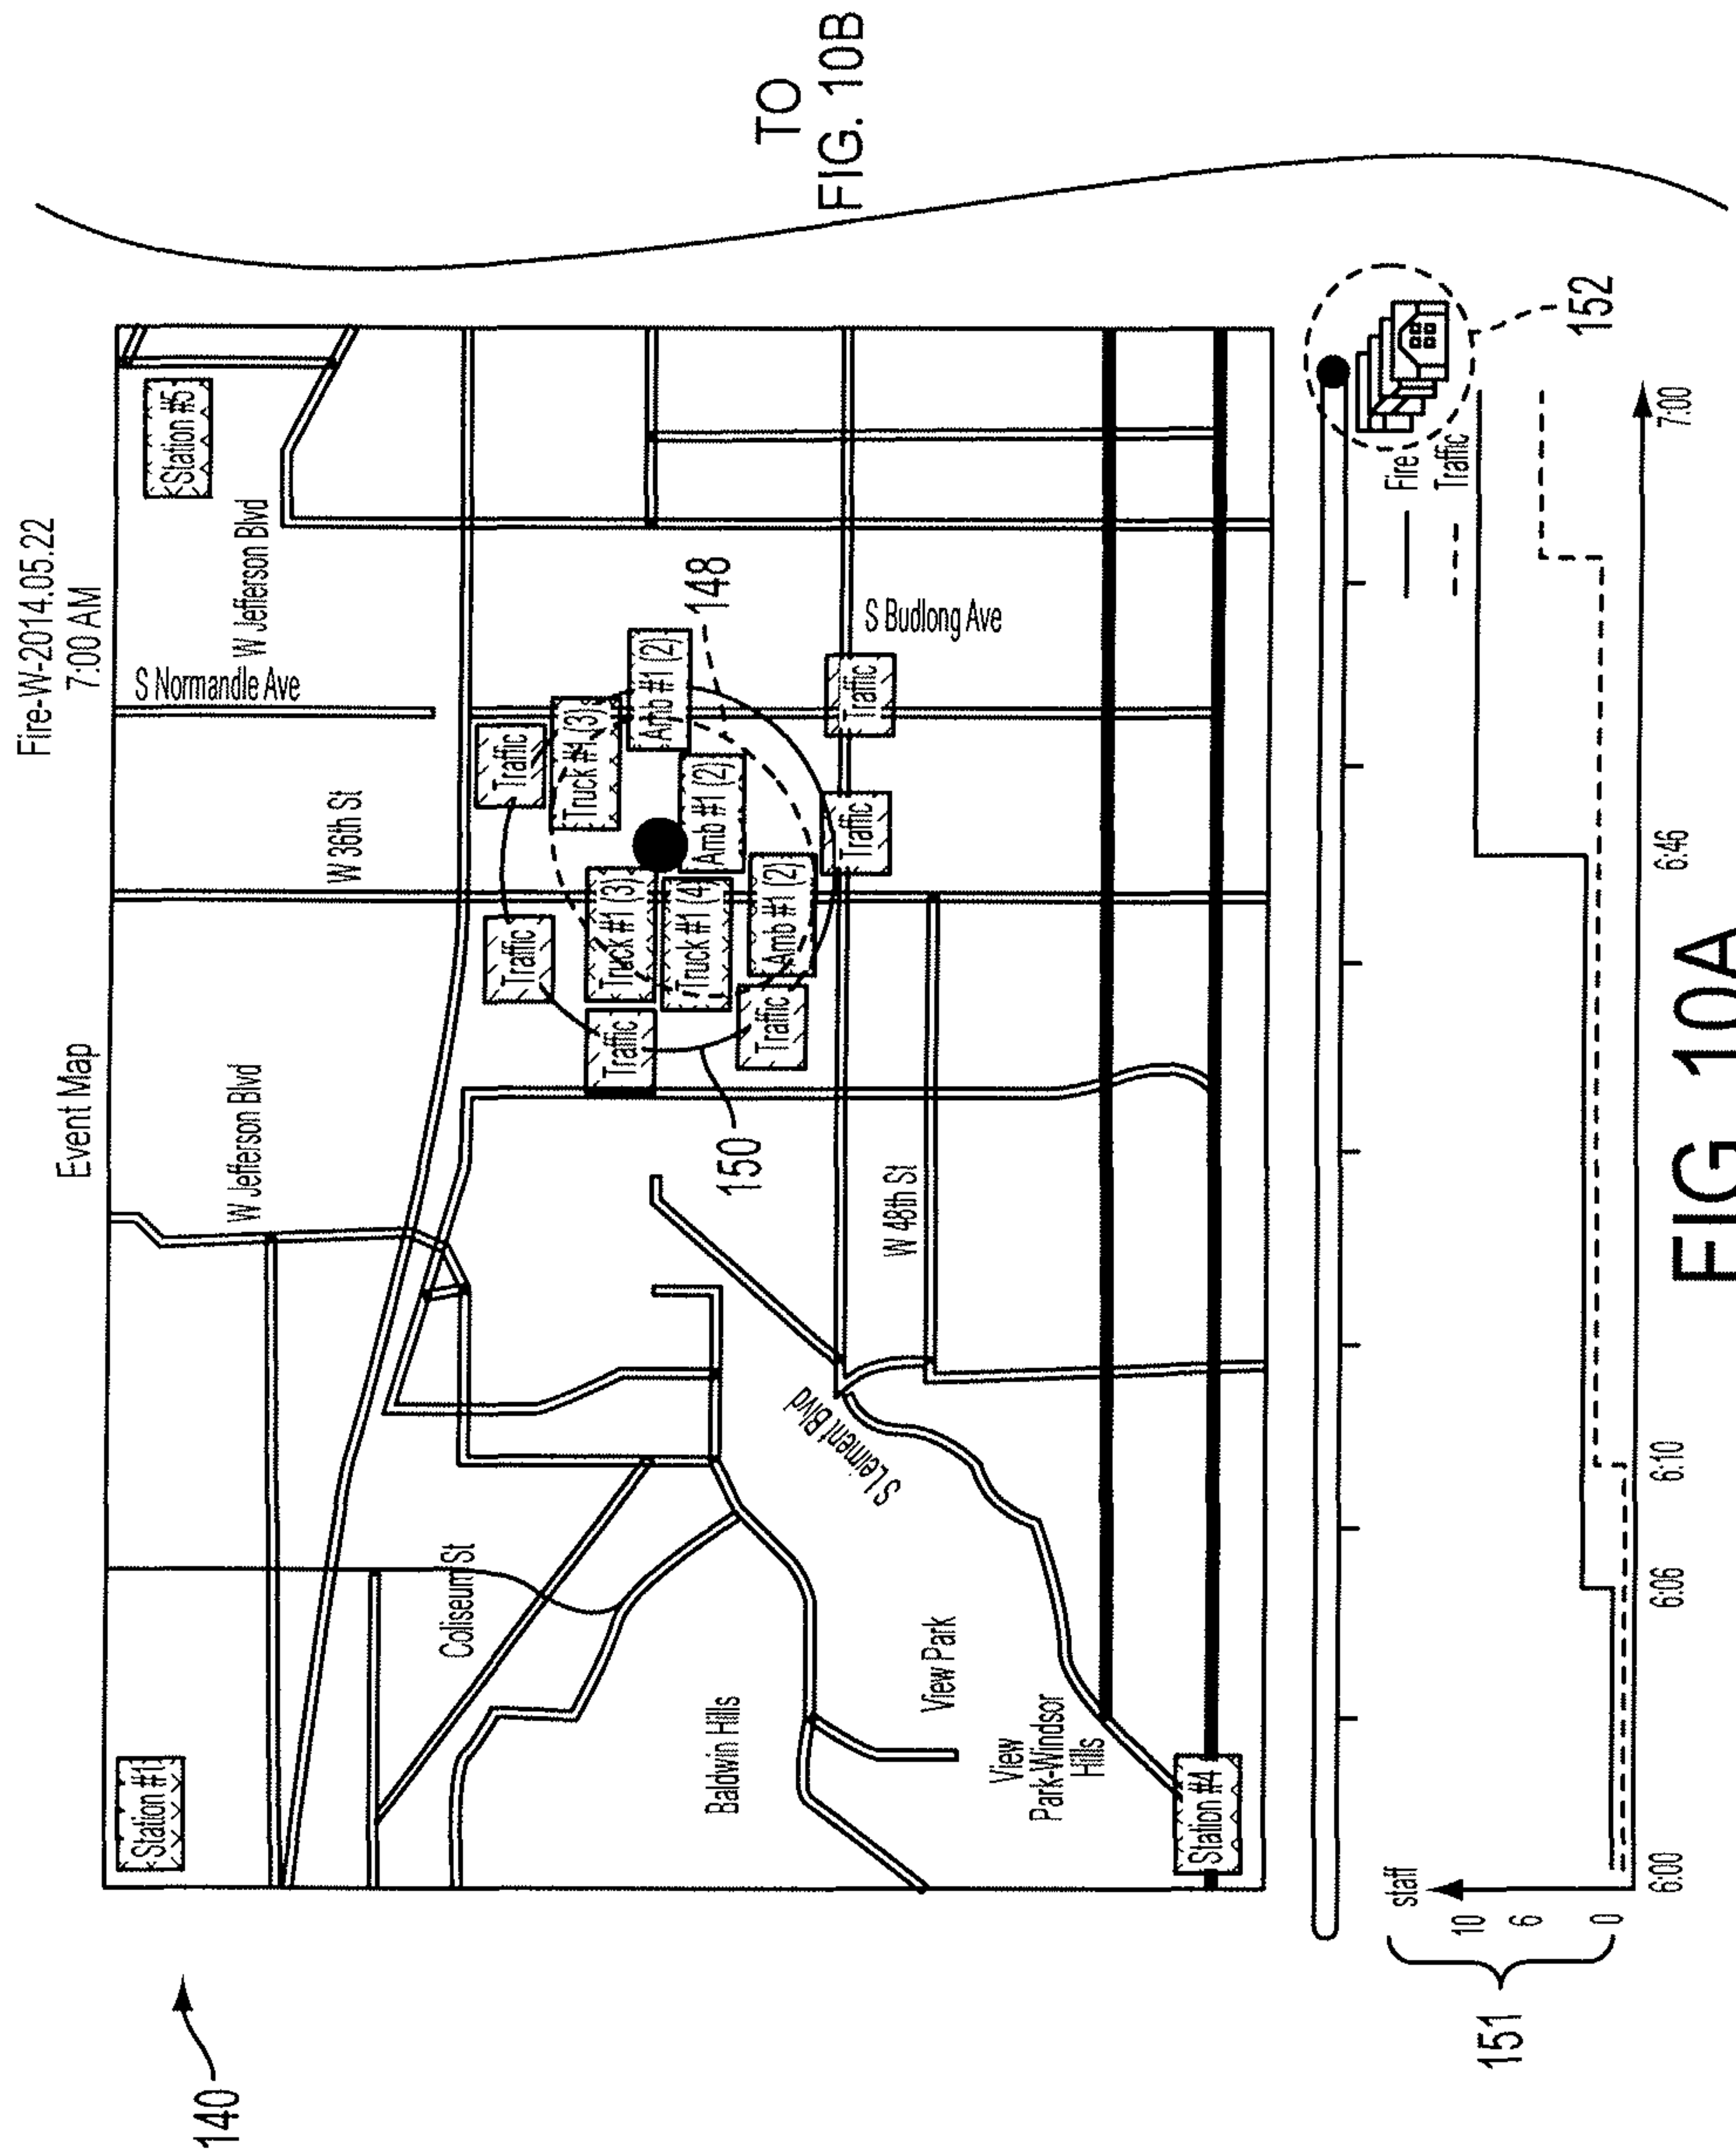 140
Event Map
Fire-W-2014.05.22
7:00 AM
TO
FIG. 10B
Station #1
W Jefferson Blvd
W 36th St
S Normandle Ave
W Jefferson Blvd
Station #5
Coliseum St
Traffic
Traffic
Traffic
Truck #1 (3)
Truck #1 (3)
Amb #1 (2)
Truck #1 (4)
Amb #1 (2)
148
150
Traffic
Amb #1 (2)
Traffic
Traffic
Baldwin Hills
S Leiment Blvd
S Budlong Ave
View Park
W 48th St
View
Park-Windsor
Hills
Station #4
staff
10
6
0
151
Fire
Traffic
152
6:00
6:06
6:10
6:46
7:00
FIG. 10A